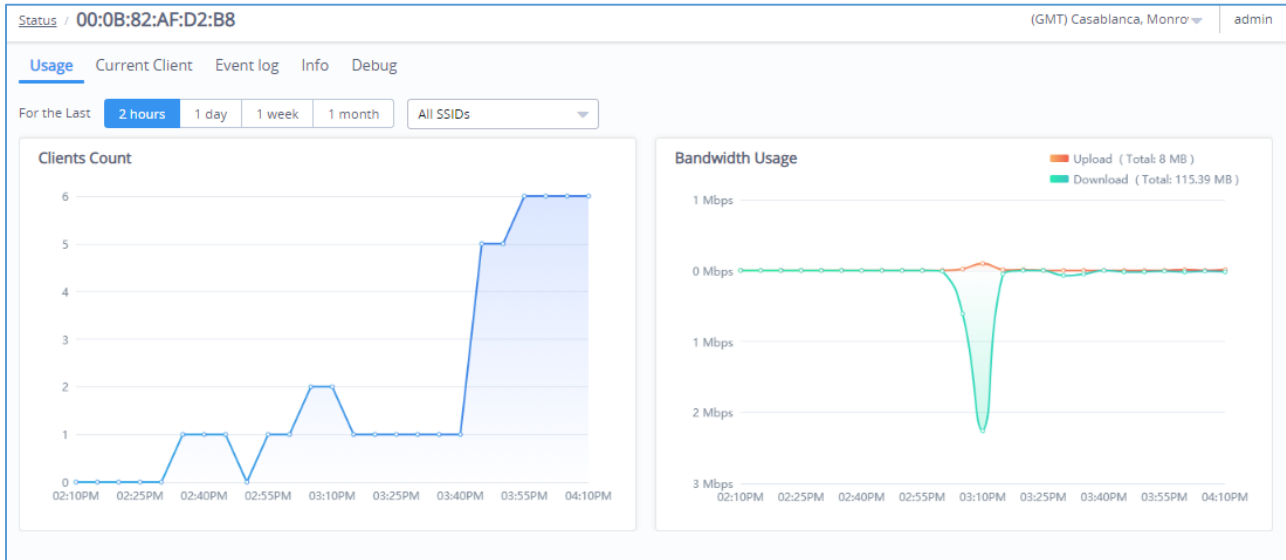 Status / 00:0B:82:AF:D2:B8
(GMT) Casablanca, Monro
admin
Usage Current Client Event log Info Debug
For the Last 2 hours 1 day 1 week 1 month All SSIDs
Clients Count
6
5
4
3
2
1
0
02:10PM 02:25PM 02:40PM 02:55PM 03:10PM 03:25PM 03:40PM 03:55PM 04:10PM
Bandwidth Usage
Upload ( Total: 8 MB )
Download ( Total: 115.39 MB )
1 Mbps
0 Mbps
1 Mbps
2 Mbps
3 Mbps
02:10PM 02:25PM 02:40PM 02:55PM 03:10PM 03:25PM 03:40PM 03:55PM 04:10PM